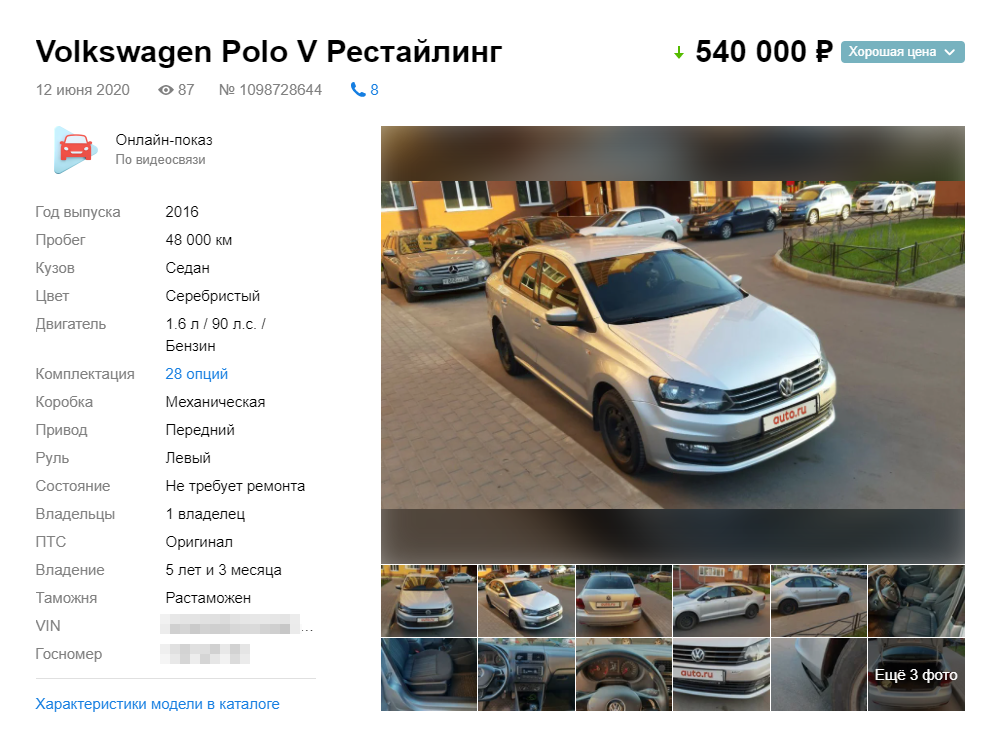 Volkswagen Polo V Рестайлинг
540 000 ₽ Хорошая цена
12 июня 2020 87 № 1098728644 8
Онлайн-показ
По видеосвязи
Год выпуска 2016
Пробег 48 000 км
Кузов Седан
Цвет Серебристый
Двигатель 1.6 л / 90 л.с. /
Бензин
Комплектация 28 опций
Коробка Механическая
Привод Передний
Руль Левый
Состояние Не требует ремонта
Владельцы 1 владелец
ПТС Оригинал
Владение 5 лет и 3 месяца
Таможня Растаможен
VIN ...
Госномер
Характеристики модели в каталоге
auto.ru
auto.ru
Ещё 3 фото